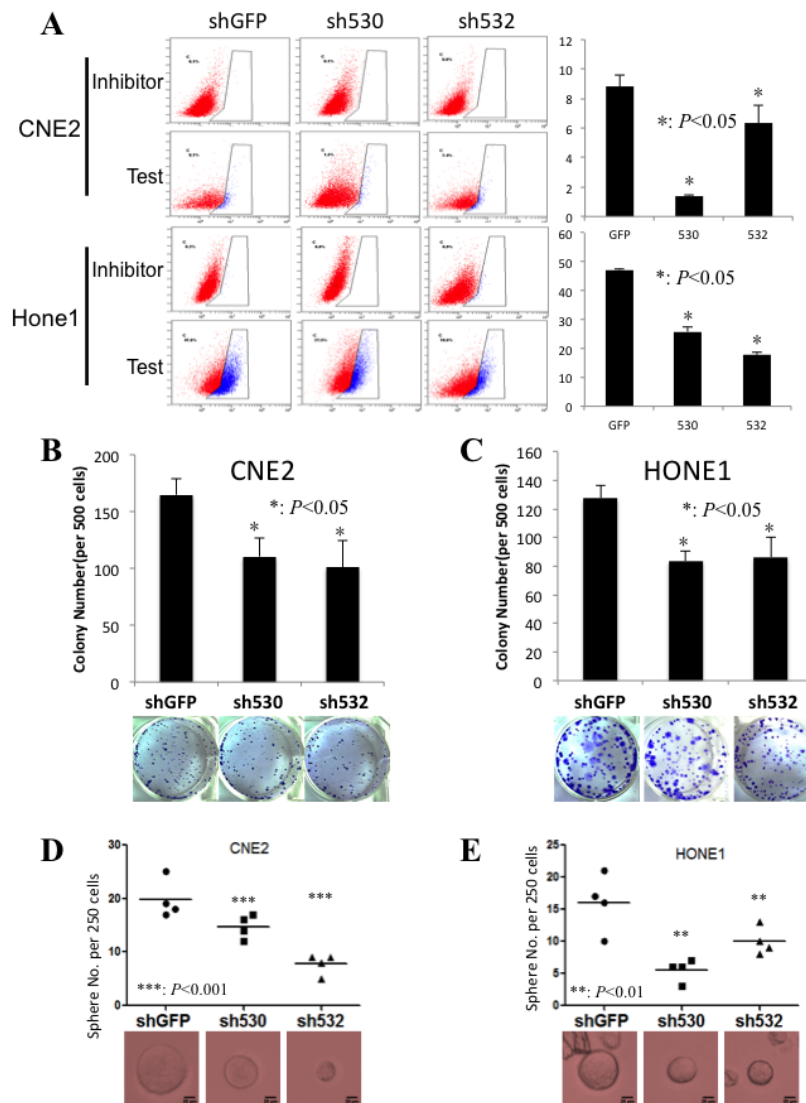 A
shGFP sh530 sh532
CNE2
Inhibitor
Test
Hone1
Inhibitor
Test
12
10
8
6
4
2
0
*: P<0.05
*
*
GFP 530 532
50
40
30
20
10
0
*: P<0.05
*
*
GFP 530 532
B
CNE2
Colony Number(per 500 cells)
200
150
100
50
0
*: P<0.05
* *
shGFP sh530 sh532
C
HONE1
Colony Number(per 500 cells)
160
140
120
100
80
60
40
20
0
*: P<0.05
* *
shGFP sh530 sh532
D
CNE2
Sphere No. per 250 cells
30
20
10
0
*** ***
***: P<0.001
shGFP sh530 sh532
E
HONE1
Sphere No. per 250 cells
25
20
15
10
5
0
** **
**: P<0.01
shGFP sh530 sh532